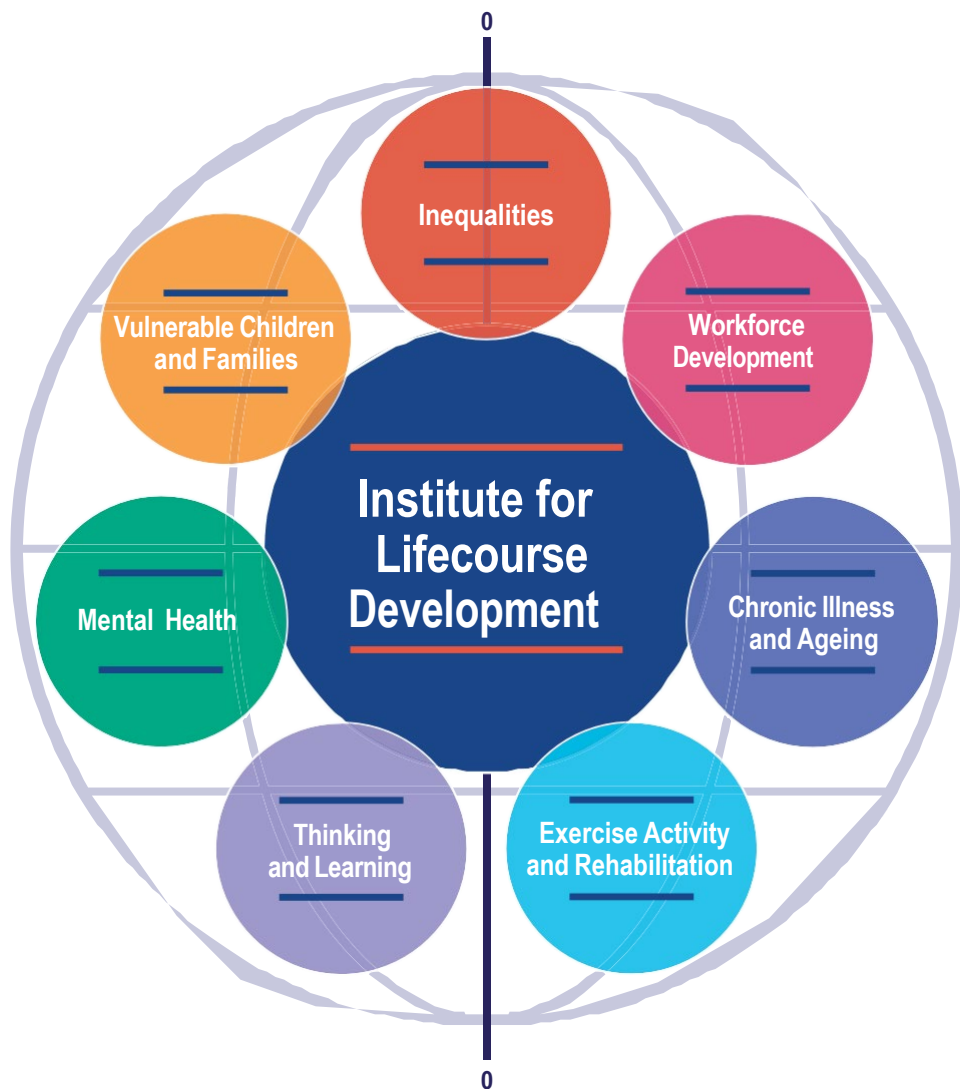 0
Inequalities
Vulnerable Children
and Families
Workforce
Development
Institute for
Lifecourse
Development
Mental Health
Chronic Illness
and Ageing
Thinking
and Learning
Exercise Activity
and Rehabilitation
0